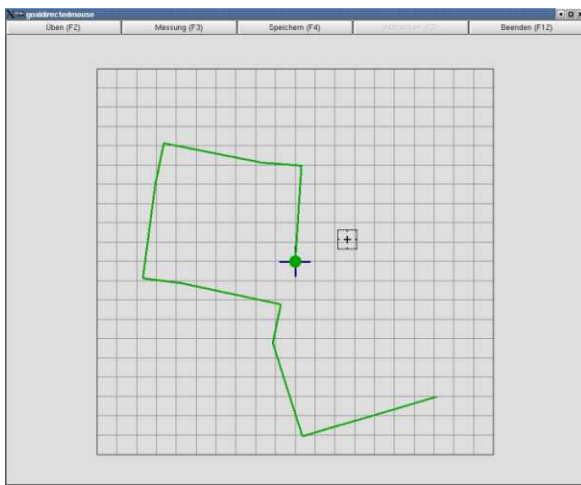 goaldirectedmouse
Üben (F2)
Messung (F3)
Speichern (F4)
Beenden (F12)